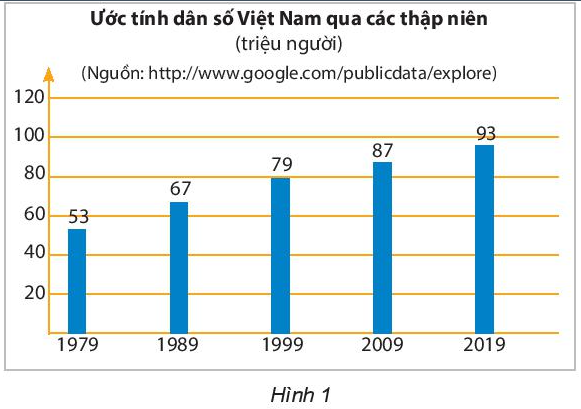 Ước tính dân số Việt Nam qua các thập niên
(triệu người)
(Nguồn: http://www.google.com/publicdata/explore)
120
100
80
60
40
20
53
67
79
87
93
1979 1989 1999 2009 2019
Hình 1